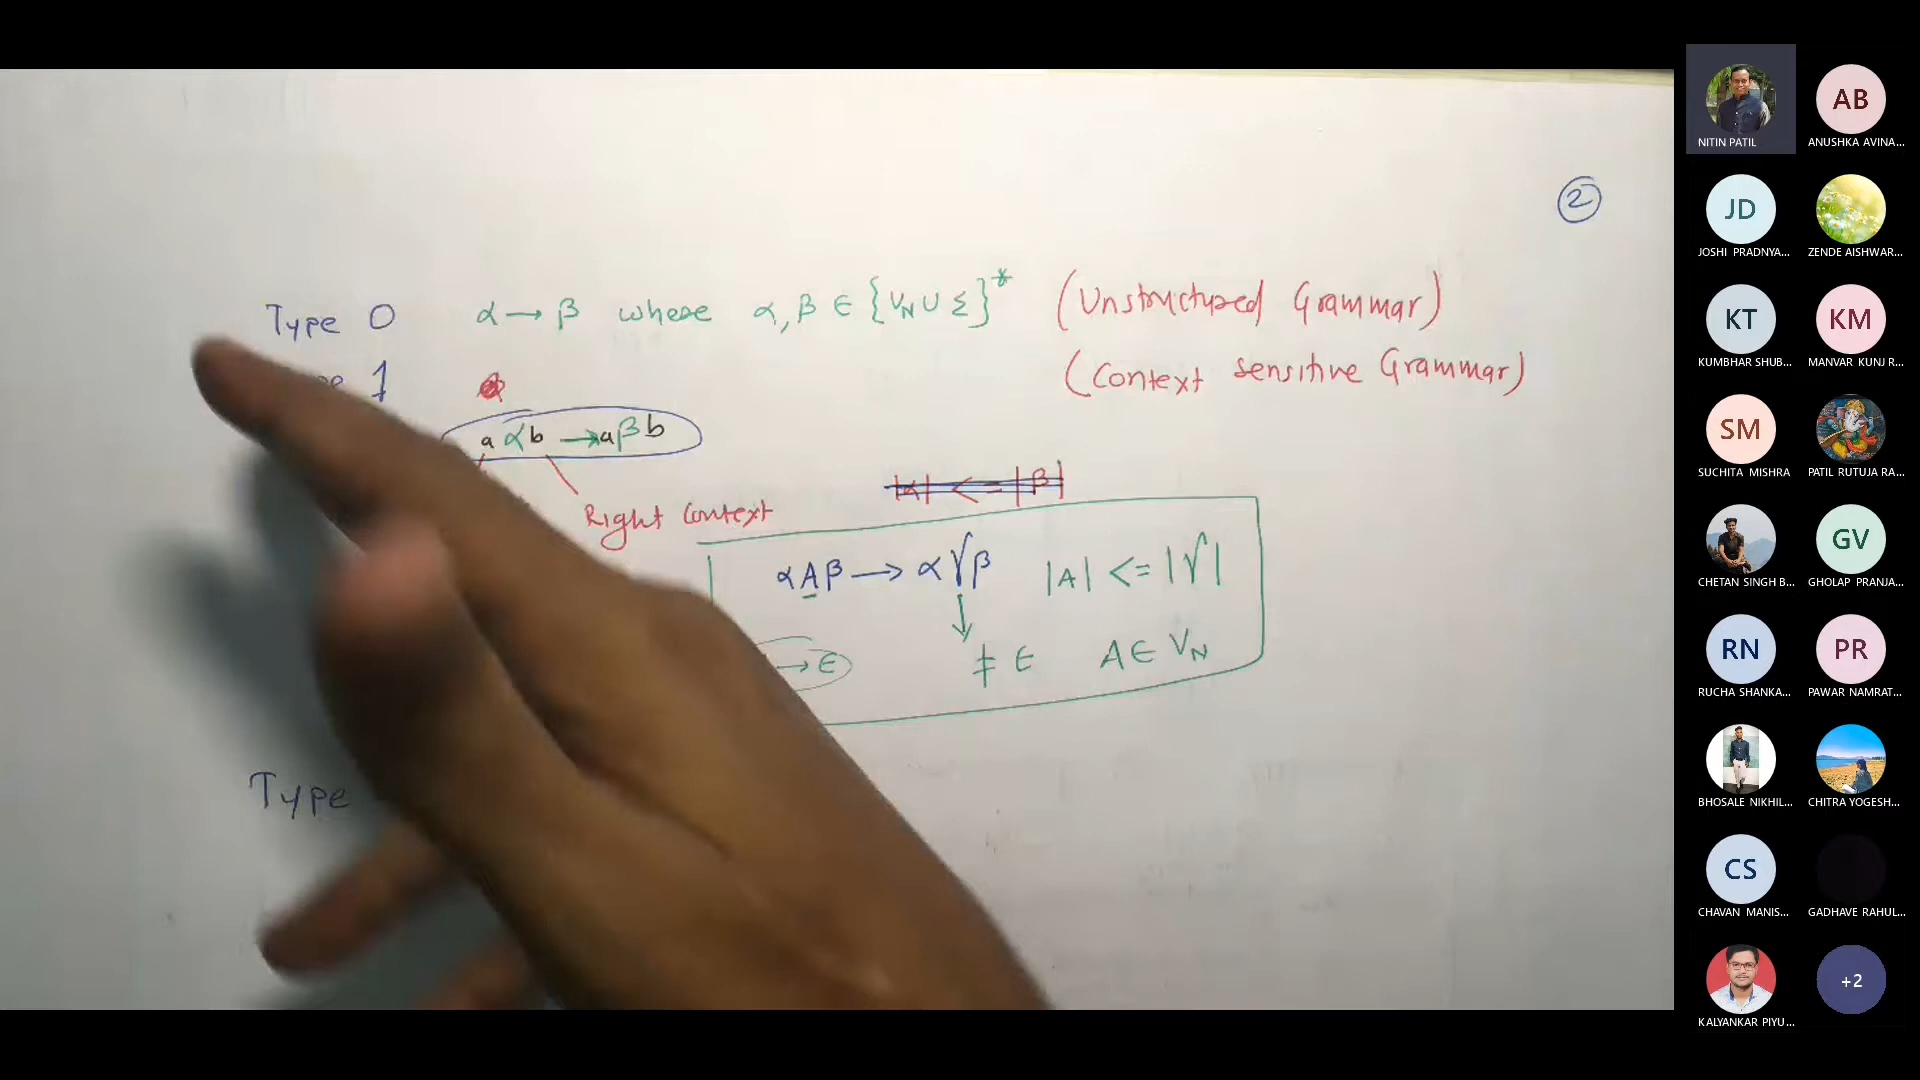 2
Type 0 α → β where α, β ∈ {V_N ∪ Σ}* (Unstructured Grammar)
1 (Context sensitive Grammar)
a α b → a β b
|α| <= |β|
Right Context
αAβ → αγβ |A| <= |γ|
→ ∈ ≠ ∈ A ∈ V_N
Type
NITIN PATIL
AB
ANUSHKA AVINA...
JD
JOSHI PRADNYA...
ZENDE AISHWAR...
KT
KUMBHAR SHUB...
KM
MANVAR KUNJ R...
SM
SUCHITA MISHRA
PATIL RUTUJA RA...
CHETAN SINGH B...
GV
GHOLAP PRANJA...
RN
RUCHA SHANKA...
PR
PAWAR NAMRAT...
BHOSALE NIKHIL...
CHITRA YOGESH...
CS
CHAVAN MANIS...
GADHAVE RAHUL...
KALYANKAR PIYU...
+2